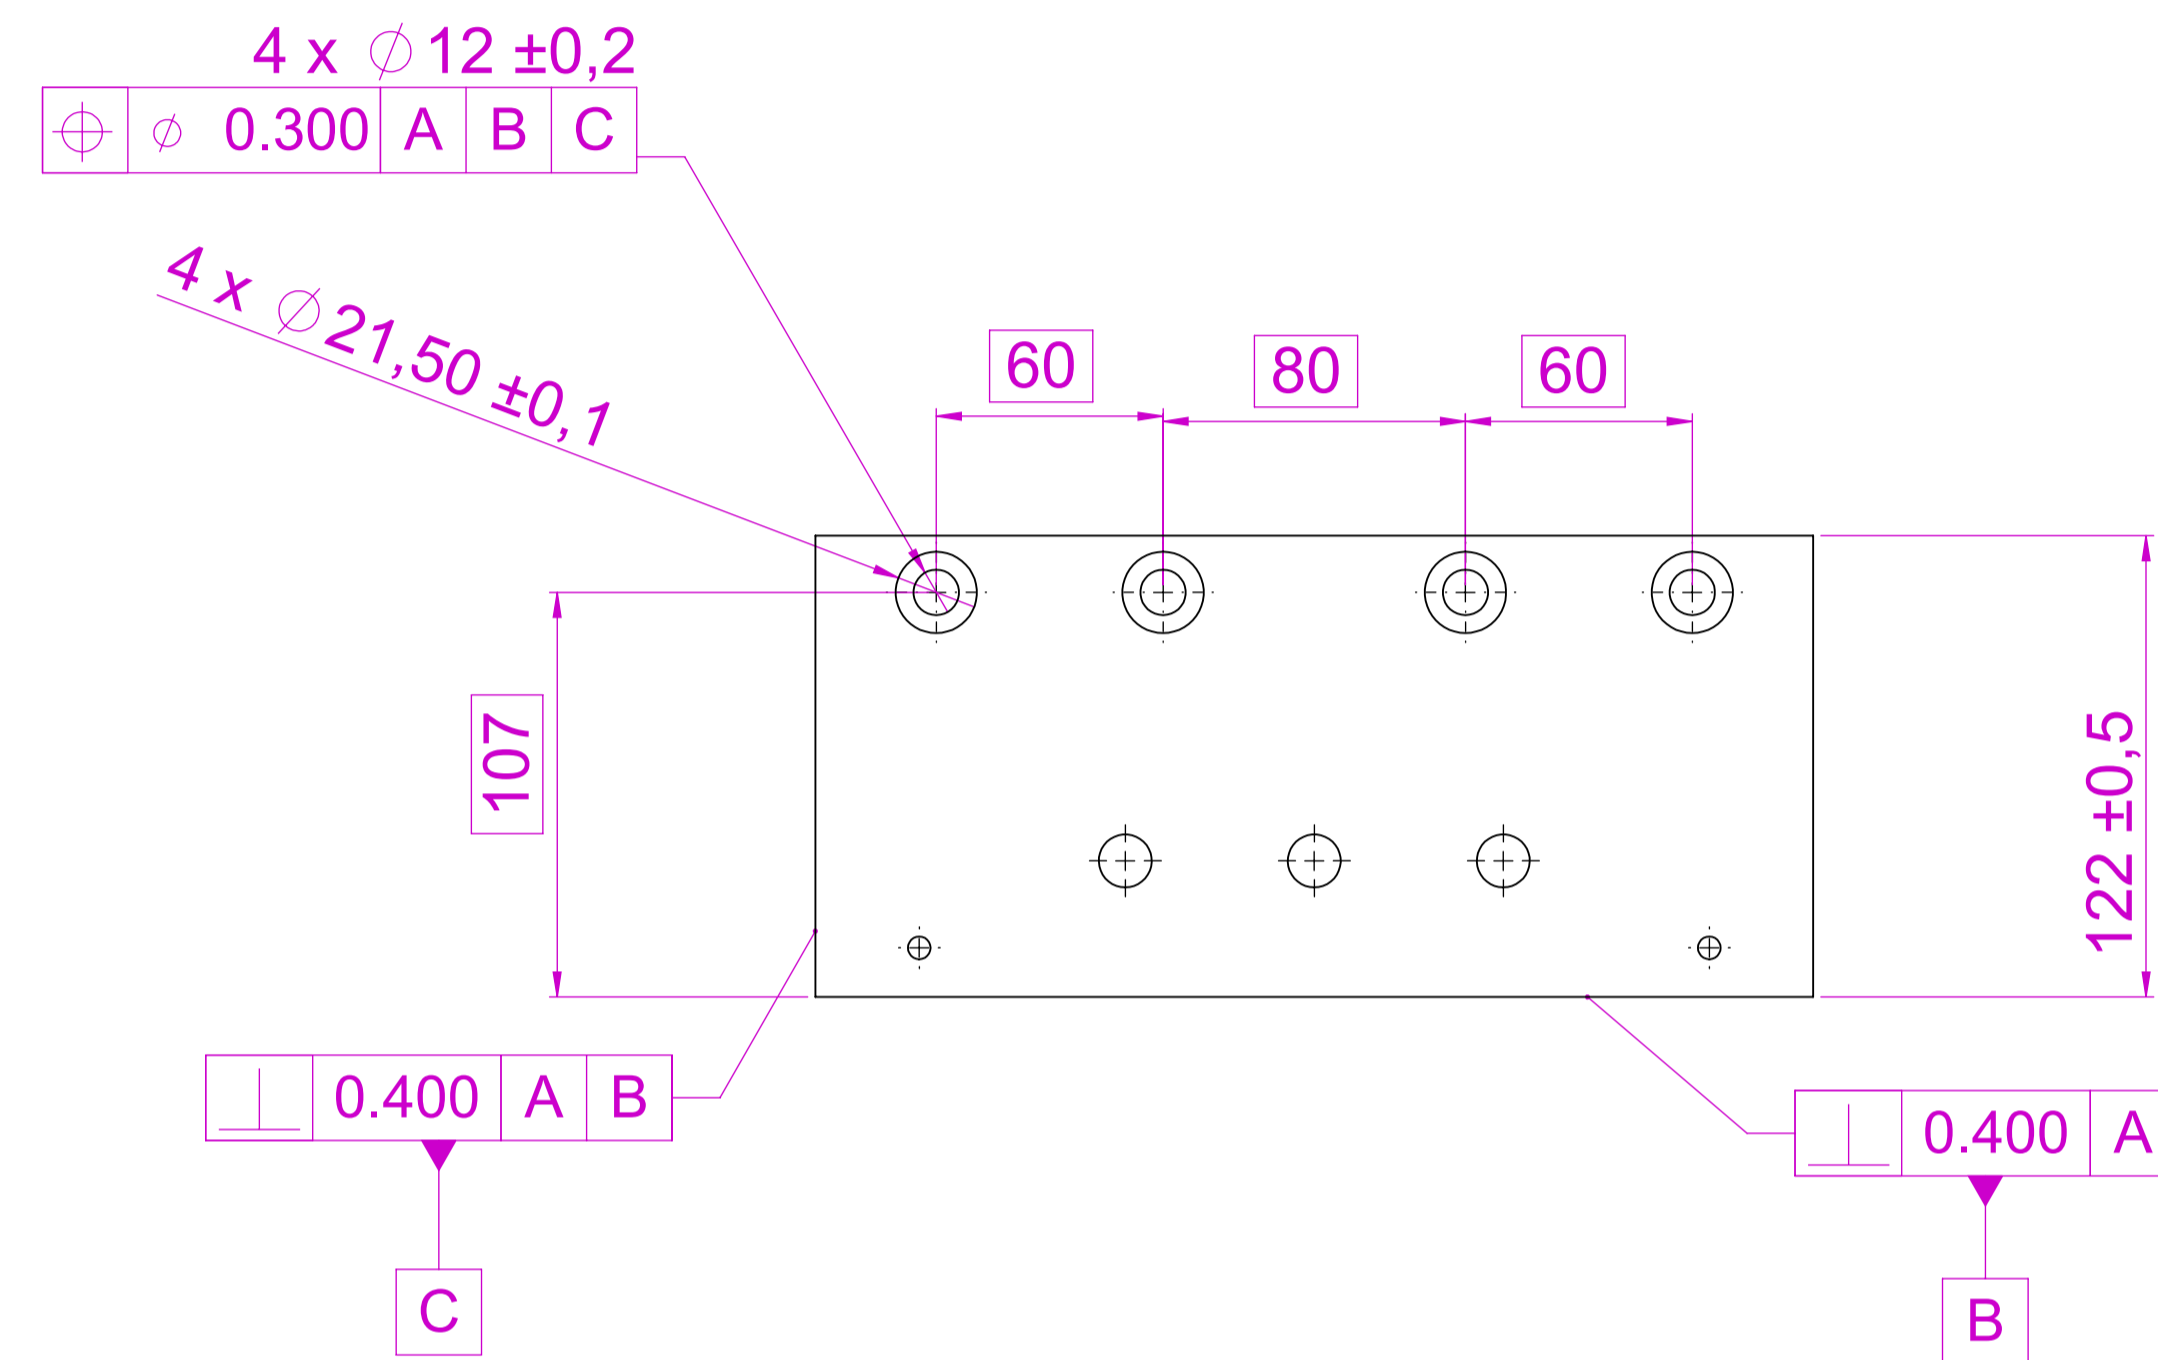 4 x ⌀12 ±0,2
⌖ ⌀ 0.300 A B C
4 x ⌀21,50 ±0,1
60
80
60
107
122 ±0,5
⟂ 0.400 A B
⟂ 0.400 A
C
B